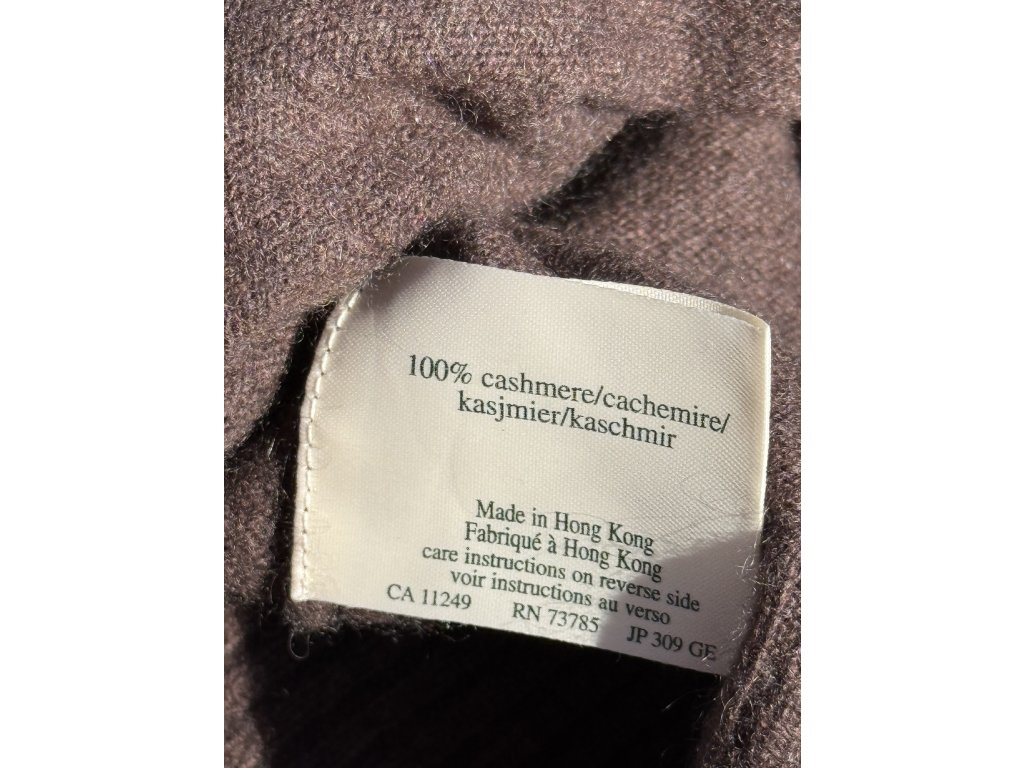 100% cashmere/cachemire/
kasjmier/kaschmir
Made in Hong Kong
Fabriqué à Hong Kong
care instructions on reverse side
voir instructions au verso
CA 11249 RN 73785 JP 309 GE